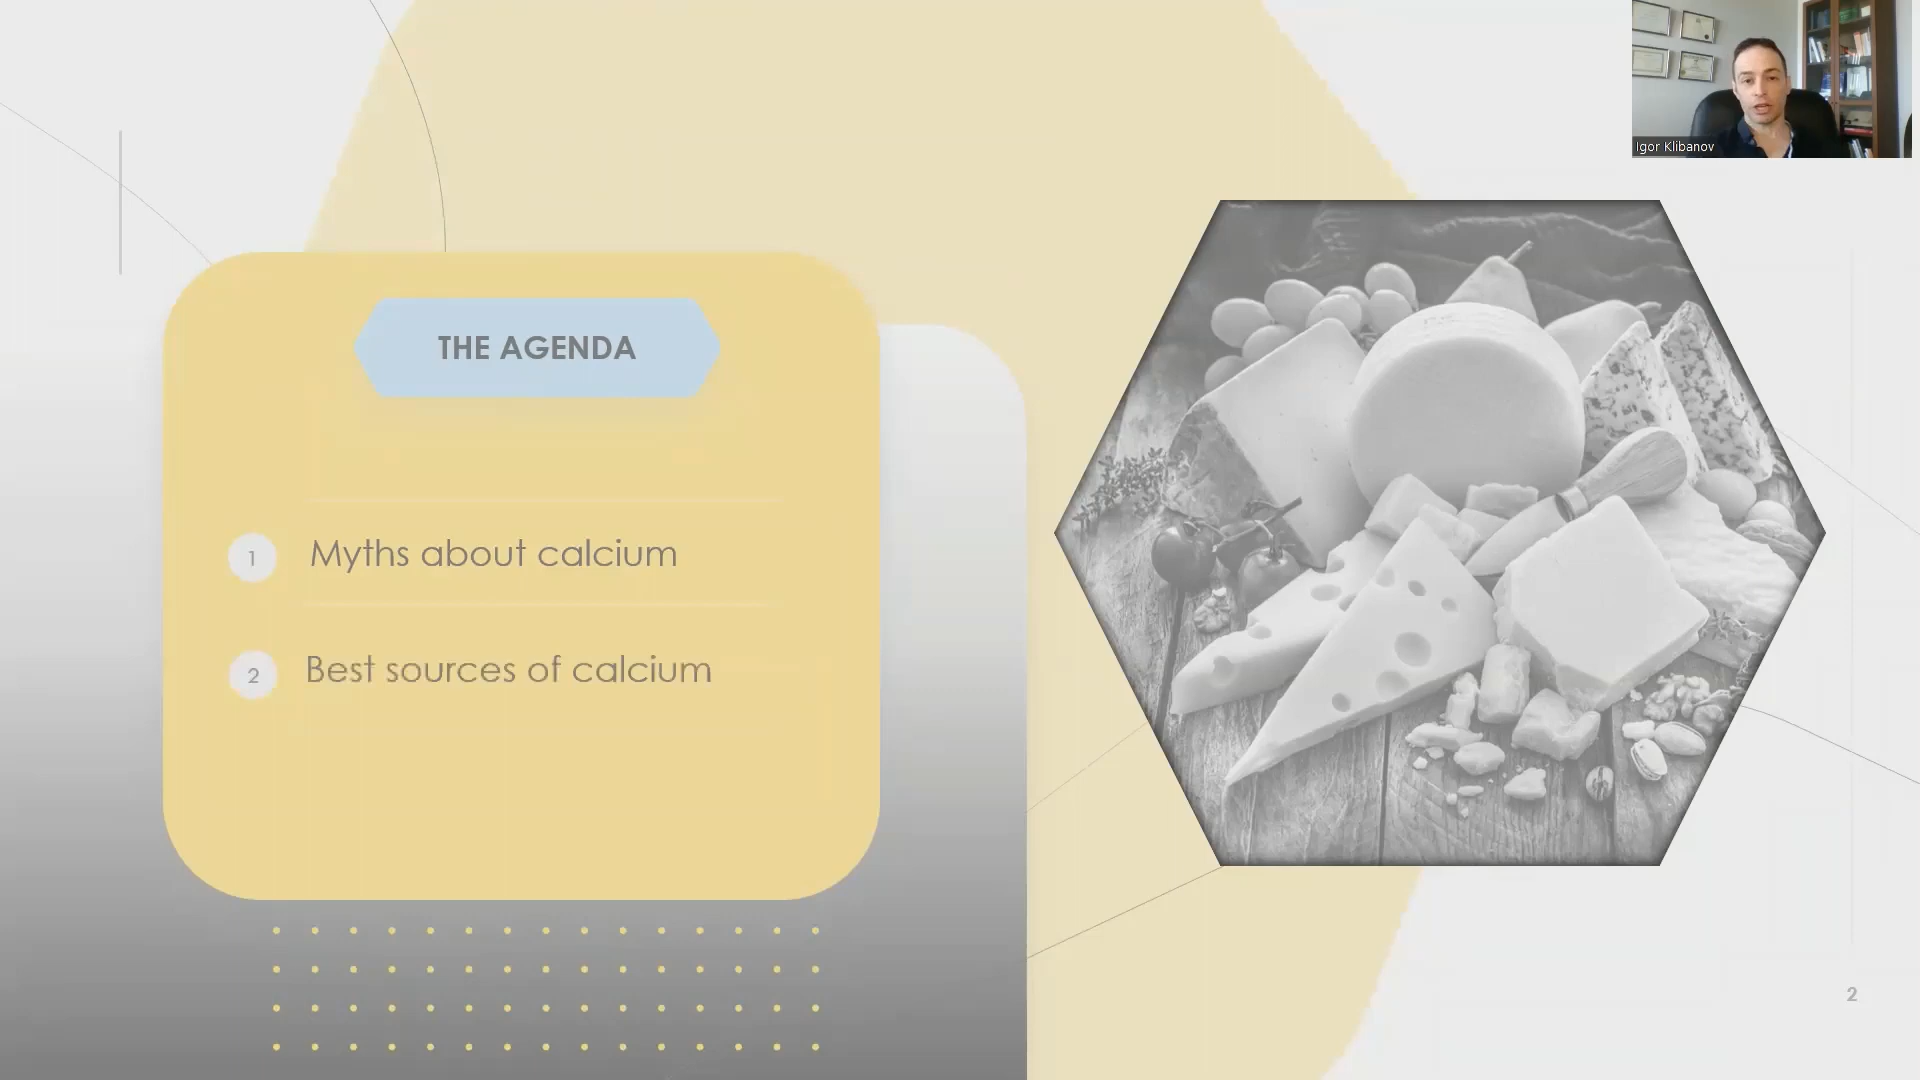 Igor Klibanov
THE AGENDA
1
Myths about calcium
2
Best sources of calcium
2